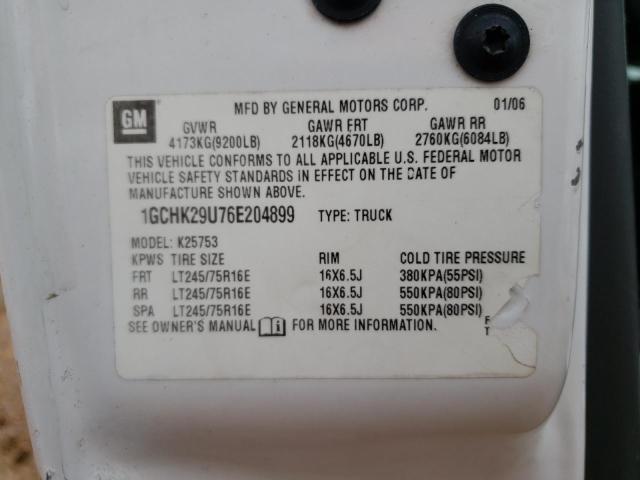 GM
MFD BY GENERAL MOTORS CORP. 01/06
GVWR GAWR FRT GAWR RR
4173KG(9200LB) 2118KG(4670LB) 2760KG(6084LB)
THIS VEHICLE CONFORMS TO ALL APPLICABLE U.S. FEDERAL MOTOR
VEHICLE SAFETY STANDARDS IN EFFECT ON THE DATE OF
MANUFACTURE SHOWN ABOVE.
1GCHK29U76E204899 TYPE: TRUCK
MODEL: K25753
KPWS TIRE SIZE RIM COLD TIRE PRESSURE
FRT LT245/75R16E 16X6.5J 380KPA(55PSI)
RR LT245/75R16E 16X6.5J 550KPA(80PSI)
SPA LT245/75R16E 16X6.5J 550KPA(80PSI)
SEE OWNER'S MANUAL FOR MORE INFORMATION. F
T